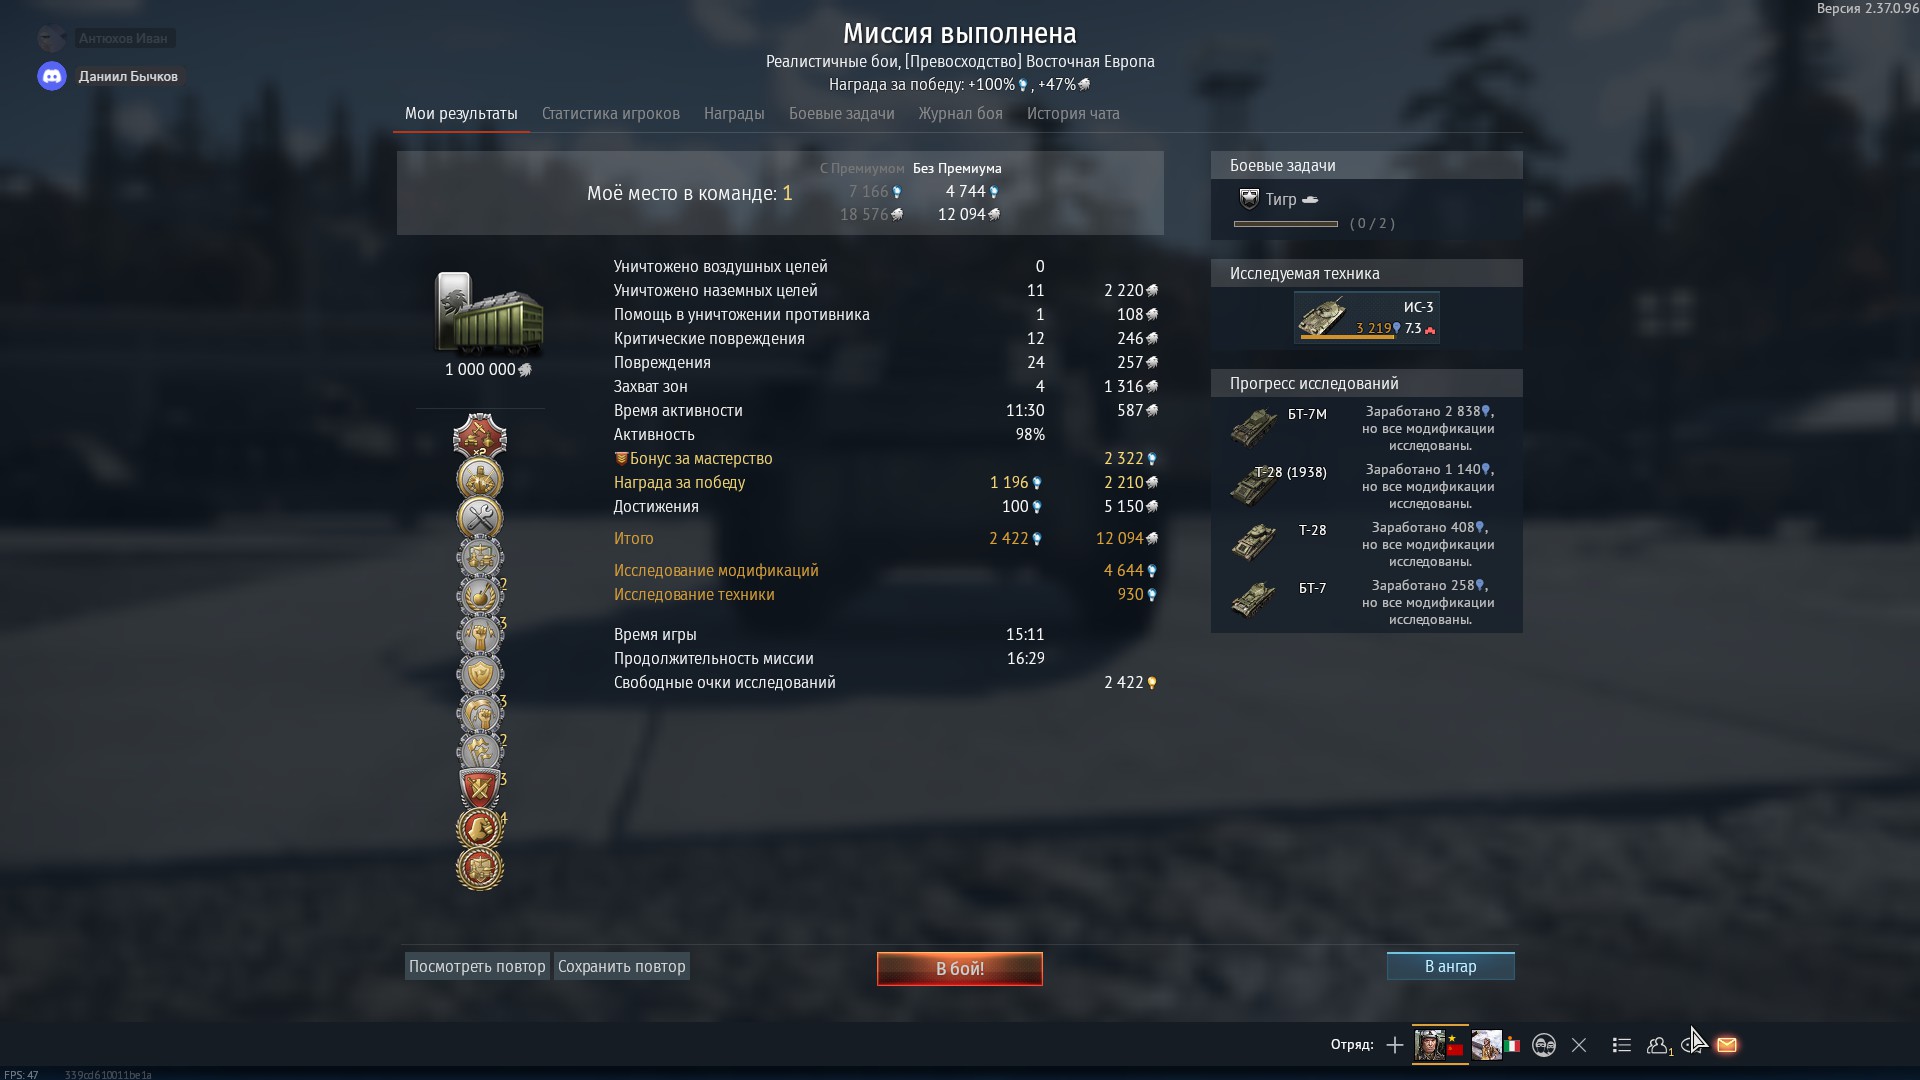 Версия 2.37.0.96
Антюхов Иван
Даниил Бычков
Миссия выполнена
Реалистичные бои, [Превосходство] Восточная Европа
Награда за победу: +100%, +47%
Мои результаты Статистика игроков Награды Боевые задачи Журнал боя История чата
С Премиумом Без Премиума
Моё место в команде: 1
7 166 4 744
18 576 12 094
1 000 000
x2
2
3
3
2
3
4
Уничтожено воздушных целей 0
Уничтожено наземных целей 11 2 220
Помощь в уничтожении противника 1 108
Критические повреждения 12 246
Повреждения 24 257
Захват зон 4 1 316
Время активности 11:30 587
Активность 98%
Бонус за мастерство 2 322
Награда за победу 1 196 2 210
Достижения 100 5 150
Итого 2 422 12 094
Исследование модификаций 4 644
Исследование техники 930
Время игры 15:11
Продолжительность миссии 16:29
Свободные очки исследований 2 422
Боевые задачи
Тигр
( 0 / 2 )
Исследуемая техника
ИС-3
3 219 7.3
Прогресс исследований
БТ-7М Заработано 2 838,
но все модификации
исследованы.
Т-28 (1938) Заработано 1 140,
но все модификации
исследованы.
Т-28 Заработано 408,
но все модификации
исследованы.
БТ-7 Заработано 258,
но все модификации
исследованы.
Посмотреть повтор Сохранить повтор В бой! В ангар
Отряд: 1
FPS: 47 339cd610011be1a